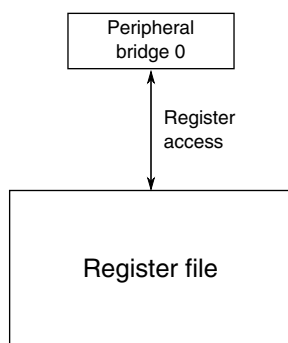 Peripheral
bridge 0
Register
access
Register file